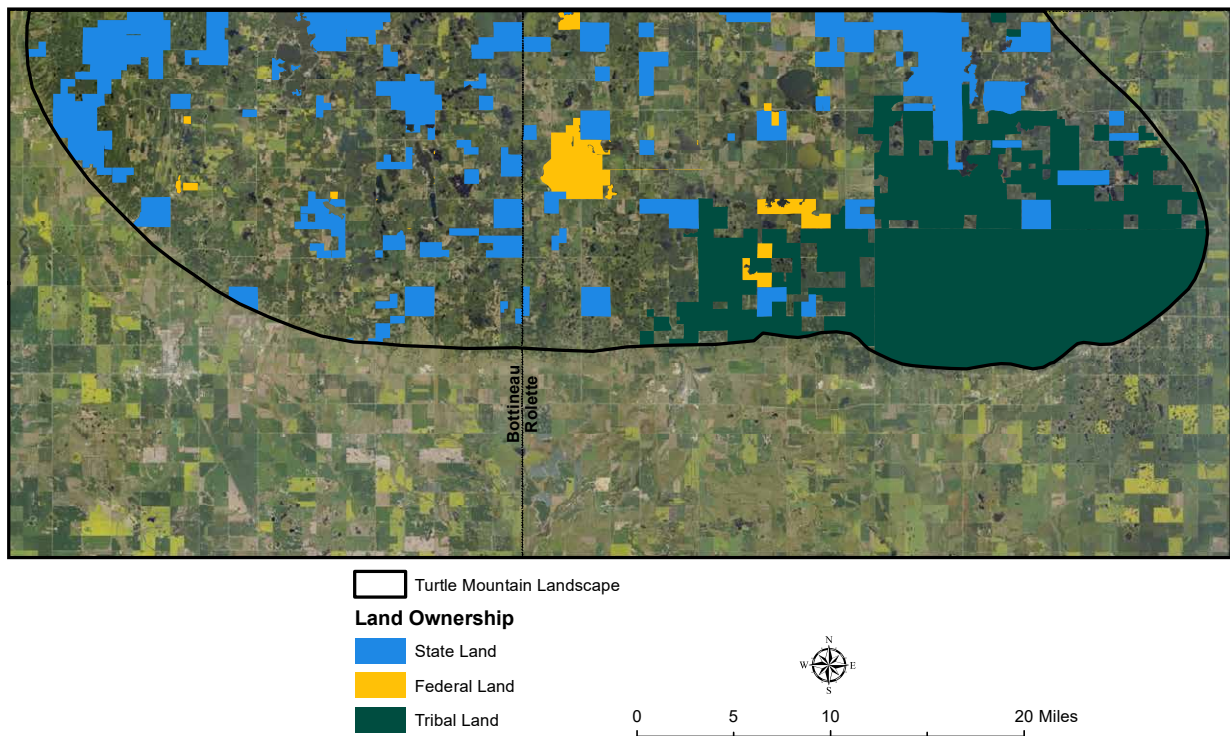 Bottineau
Rolette
Turtle Mountain Landscape
Land Ownership
State Land
Federal Land
Tribal Land
N
W E
S
0 5 10 20 Miles